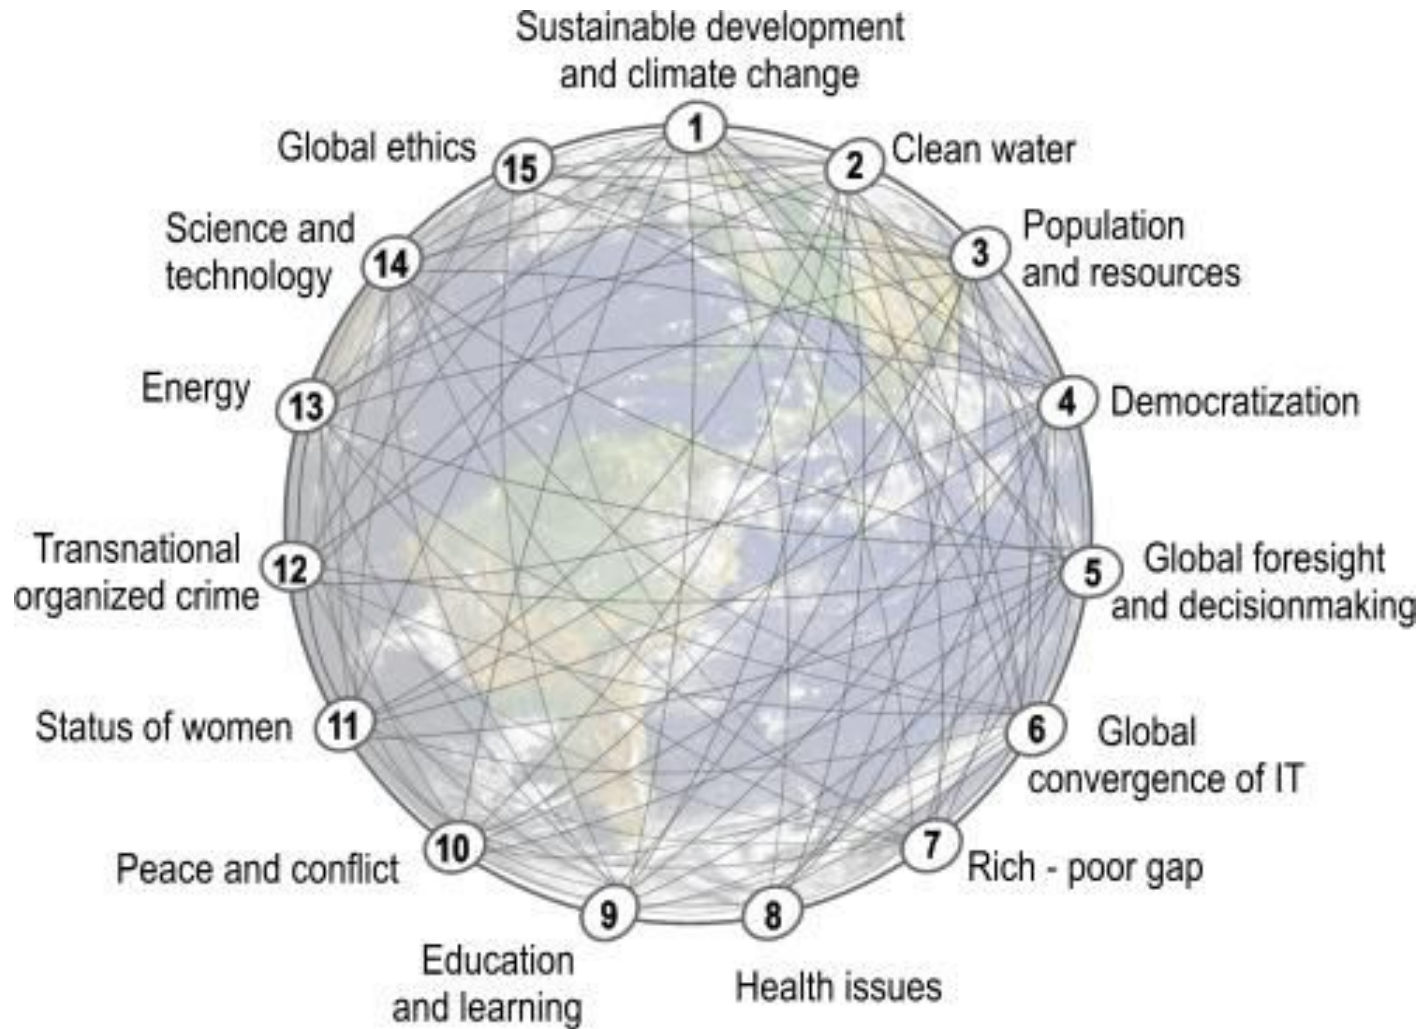 Sustainable development
and climate change
1
2
Clean water
3
Population
and resources
4
Democratization
5
Global foresight
and decisionmaking
6
Global
convergence of IT
7
Rich - poor gap
8
Health issues
9
Education
and learning
10
Peace and conflict
11
Status of women
12
Transnational
organized crime
13
Energy
14
Science and
technology
15
Global ethics